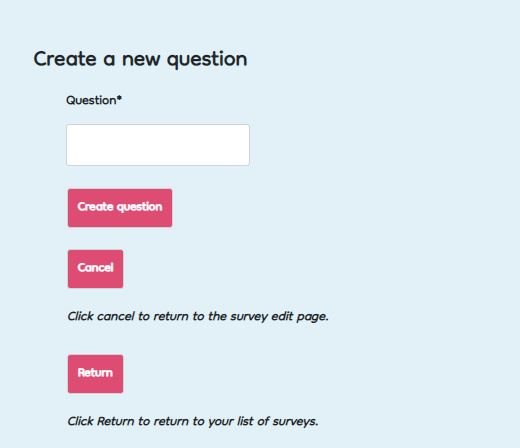 Create a new question
Question*
Create question
Cancel
Click cancel to return to the survey edit page.
Return
Click Return to return to your list of surveys.